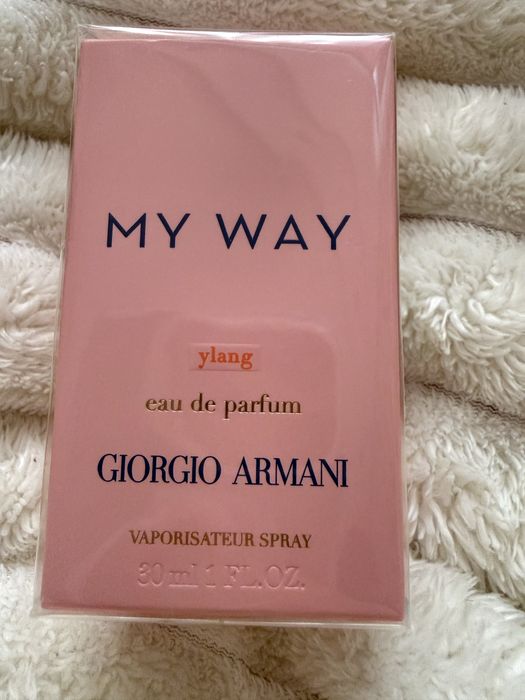 MY WAY
ylang
eau de parfum
GIORGIO ARMANI
VAPORISATEUR SPRAY
30 ml 1 FL.OZ.